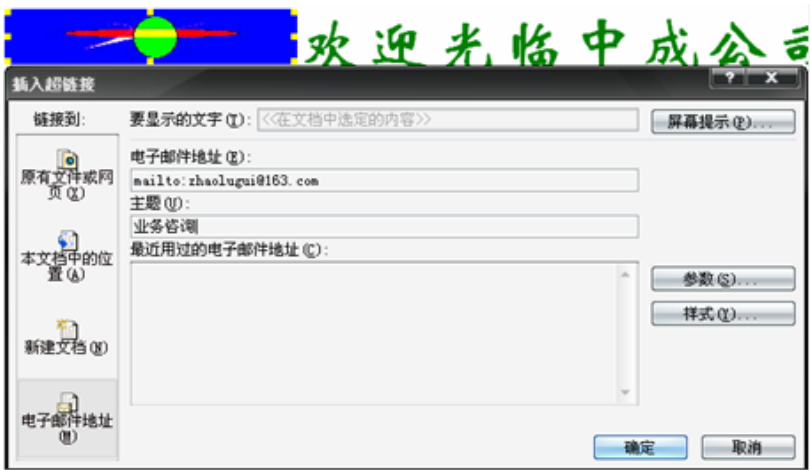 欢迎光临中成公司
插入超链接
链接到:
要显示的文字(T): <<在文档中选定的内容>>
屏幕提示(P)...
原有文件或网页(X)
电子邮件地址(E):
mailto:zhaolugui@163.com
主题(U):
业务咨询
最近用过的电子邮件地址(C):
本文档中的位置(A)
参数(S)...
样式(Y)...
新建文档(N)
电子邮件地址(M)
确定
取消